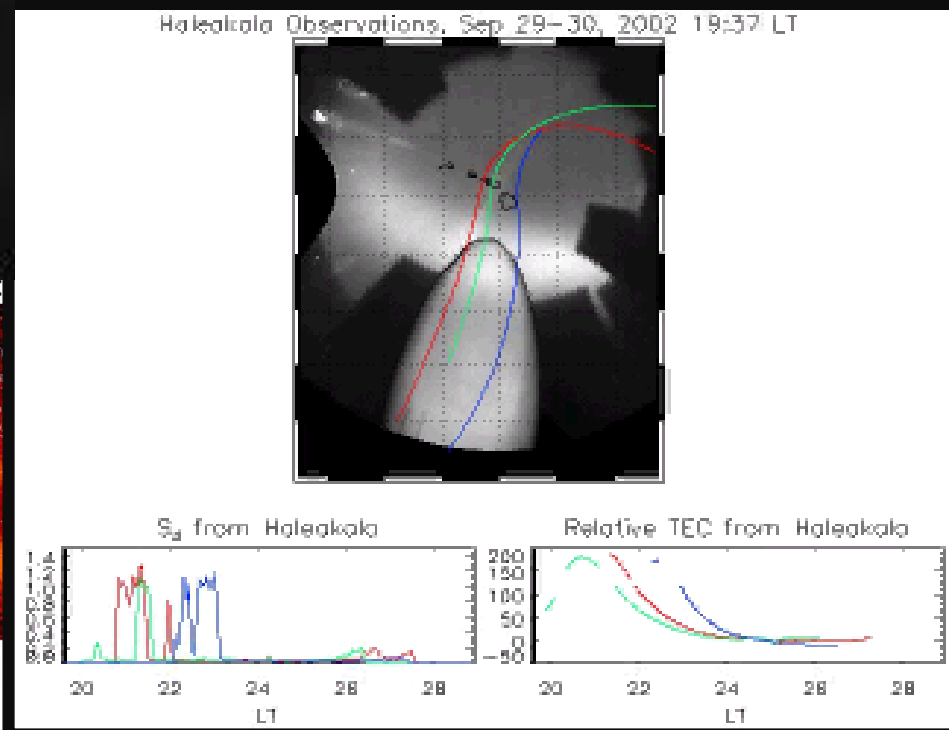 Haleakala Observations, Sep 29-30, 2002 19:37 LT
S₄ from Haleakala
Relative TEC from Haleakala
1.4
200
150
100
50
0
-50
20 22 24 26 28
20 22 24 26 28
LT
LT